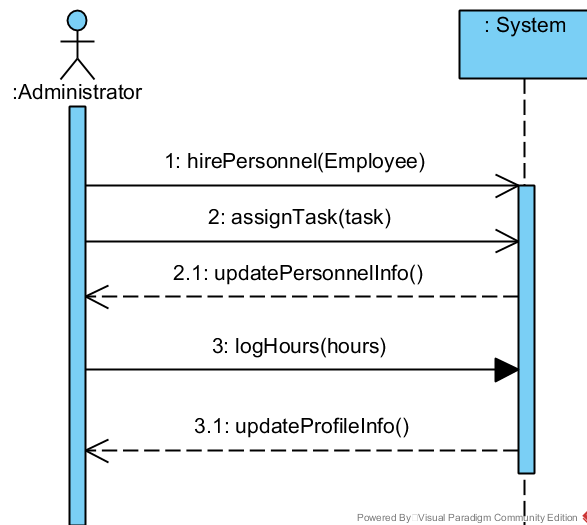 : System
:Administrator
1: hirePersonnel(Employee)
2: assignTask(task)
2.1: updatePersonnelInfo()
3: logHours(hours)
3.1: updateProfileInfo()
Powered By Visual Paradigm Community Edition